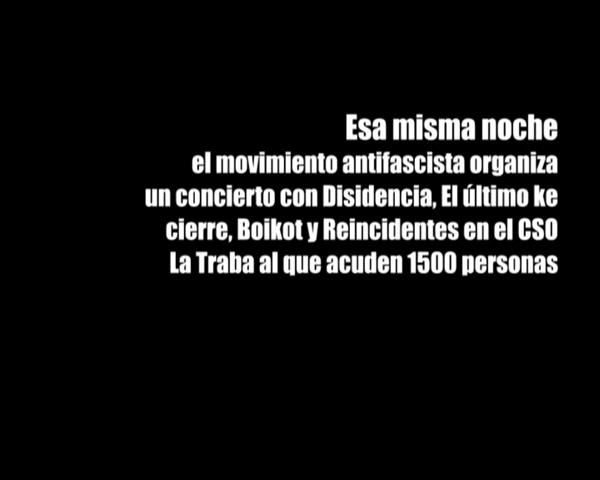 Esa misma noche
el movimiento antifascista organiza
un concierto con Disidencia, El último ke
cierre, Boikot y Reincidentes en el CSO
La Traba al que acuden 1500 personas